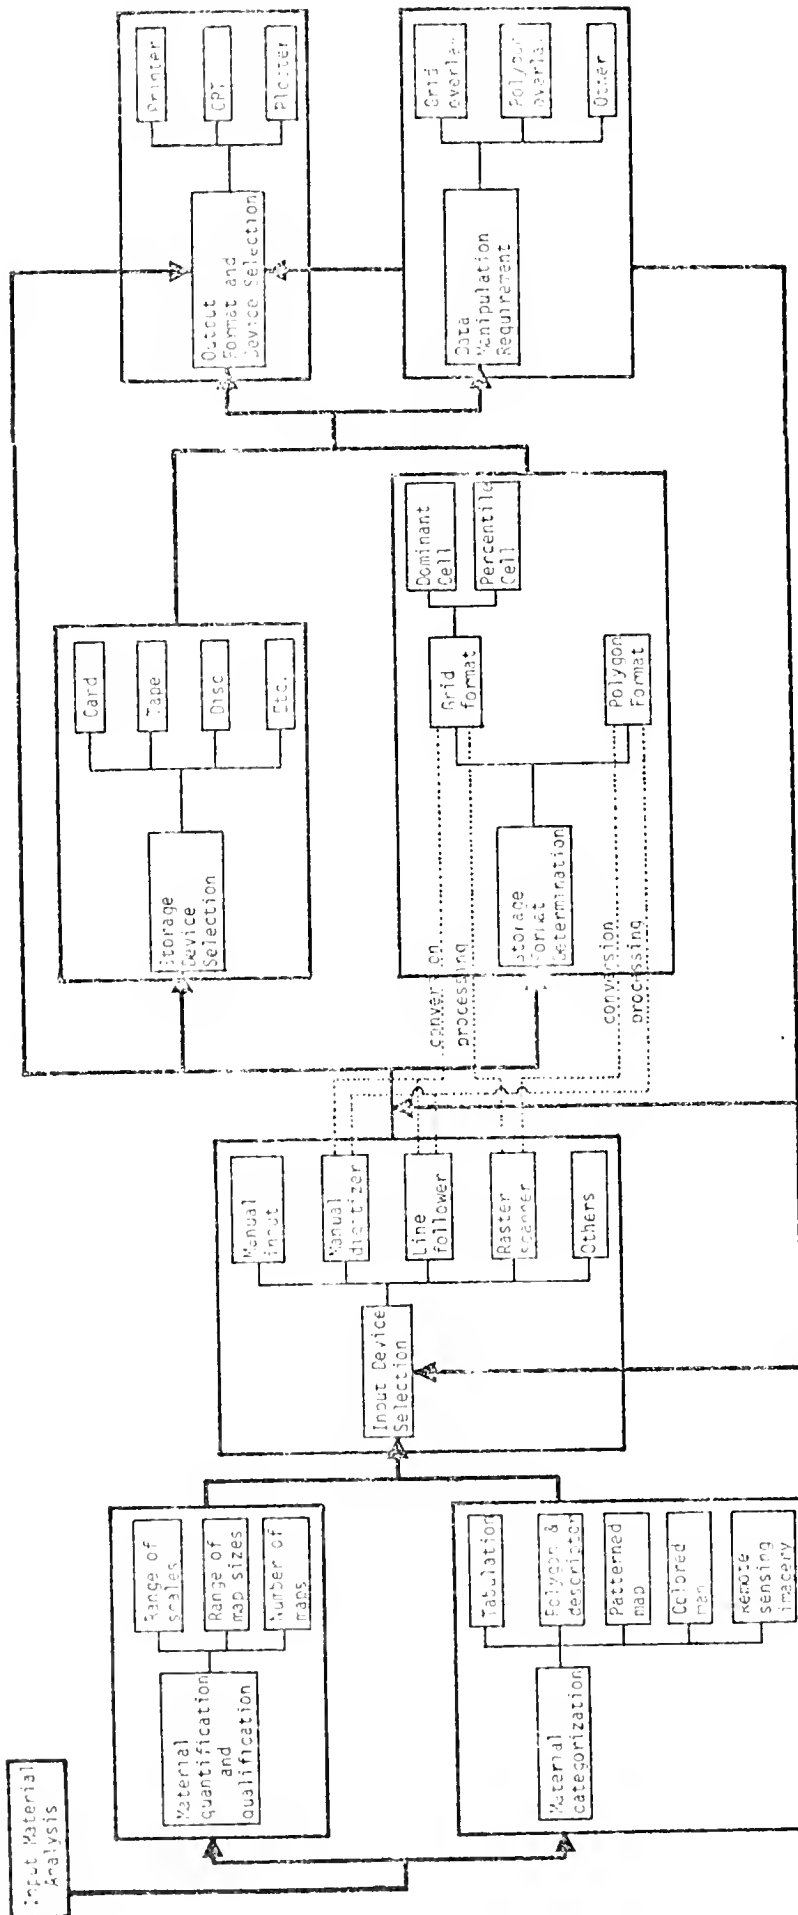 Input Material
Analysis
Material
quantification
and
qualification
Range of
scales
Range of
map sizes
Number of
maps
Material
categorization
Tabulation
Polygon &
descriptor
Patterned
map
Colored
map
Remote
sensing
imagery
Input Device
Selection
Manual
input
Manual
digitizer
Line
follower
Raster
scanner
Others
conversion
processing
conversion
processing
Storage
Device
Selection
Card
Tape
Disc
Etc.
Storage
Format
Determination
Grid
format
Dominant
Cell
Percentile
Cell
Polygon
Format
Output
Format and
Device Selection
Printer
CRT
Plotter
Data
Manipulation
Requirement
Grid
overlay
Polygon
overlay
Other